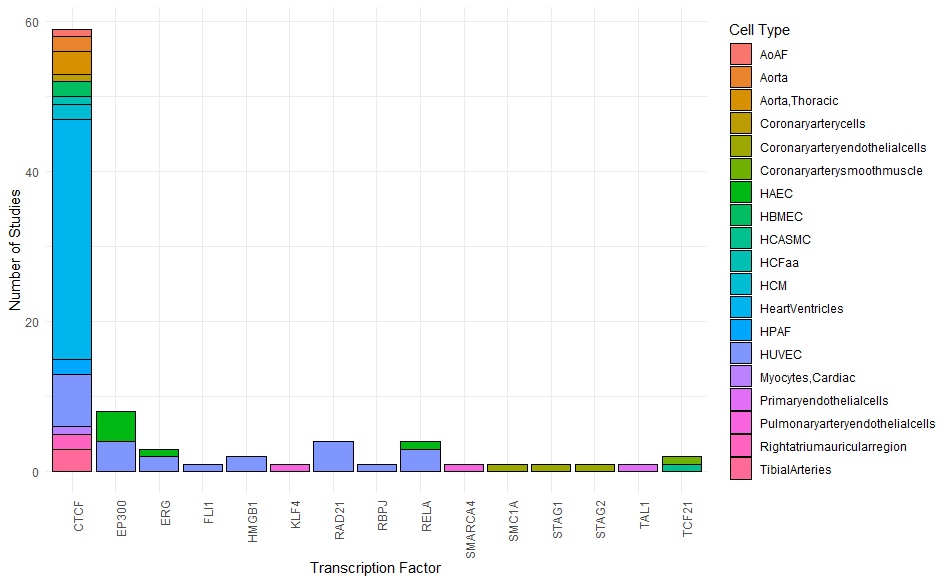 60
40
20
0
Number of Studies
CTCF
EP300
ERG
FLI1
HMGB1
KLF4
RAD21
RBPJ
RELA
SMARCA4
SMC1A
STAG1
STAG2
TAL1
TCF21
Transcription Factor
Cell Type
AoAF
Aorta
Aorta,Thoracic
Coronaryarterycells
Coronaryarteryendothelialcells
Coronaryarterysmoothmuscle
HAEC
HBMEC
HCASMC
HCFaa
HCM
HeartVentricles
HPAF
HUVEC
Myocytes,Cardiac
Primaryendothelialcells
Pulmonaryarteryendothelialcells
Rightatriumauricularregion
TibialArteries